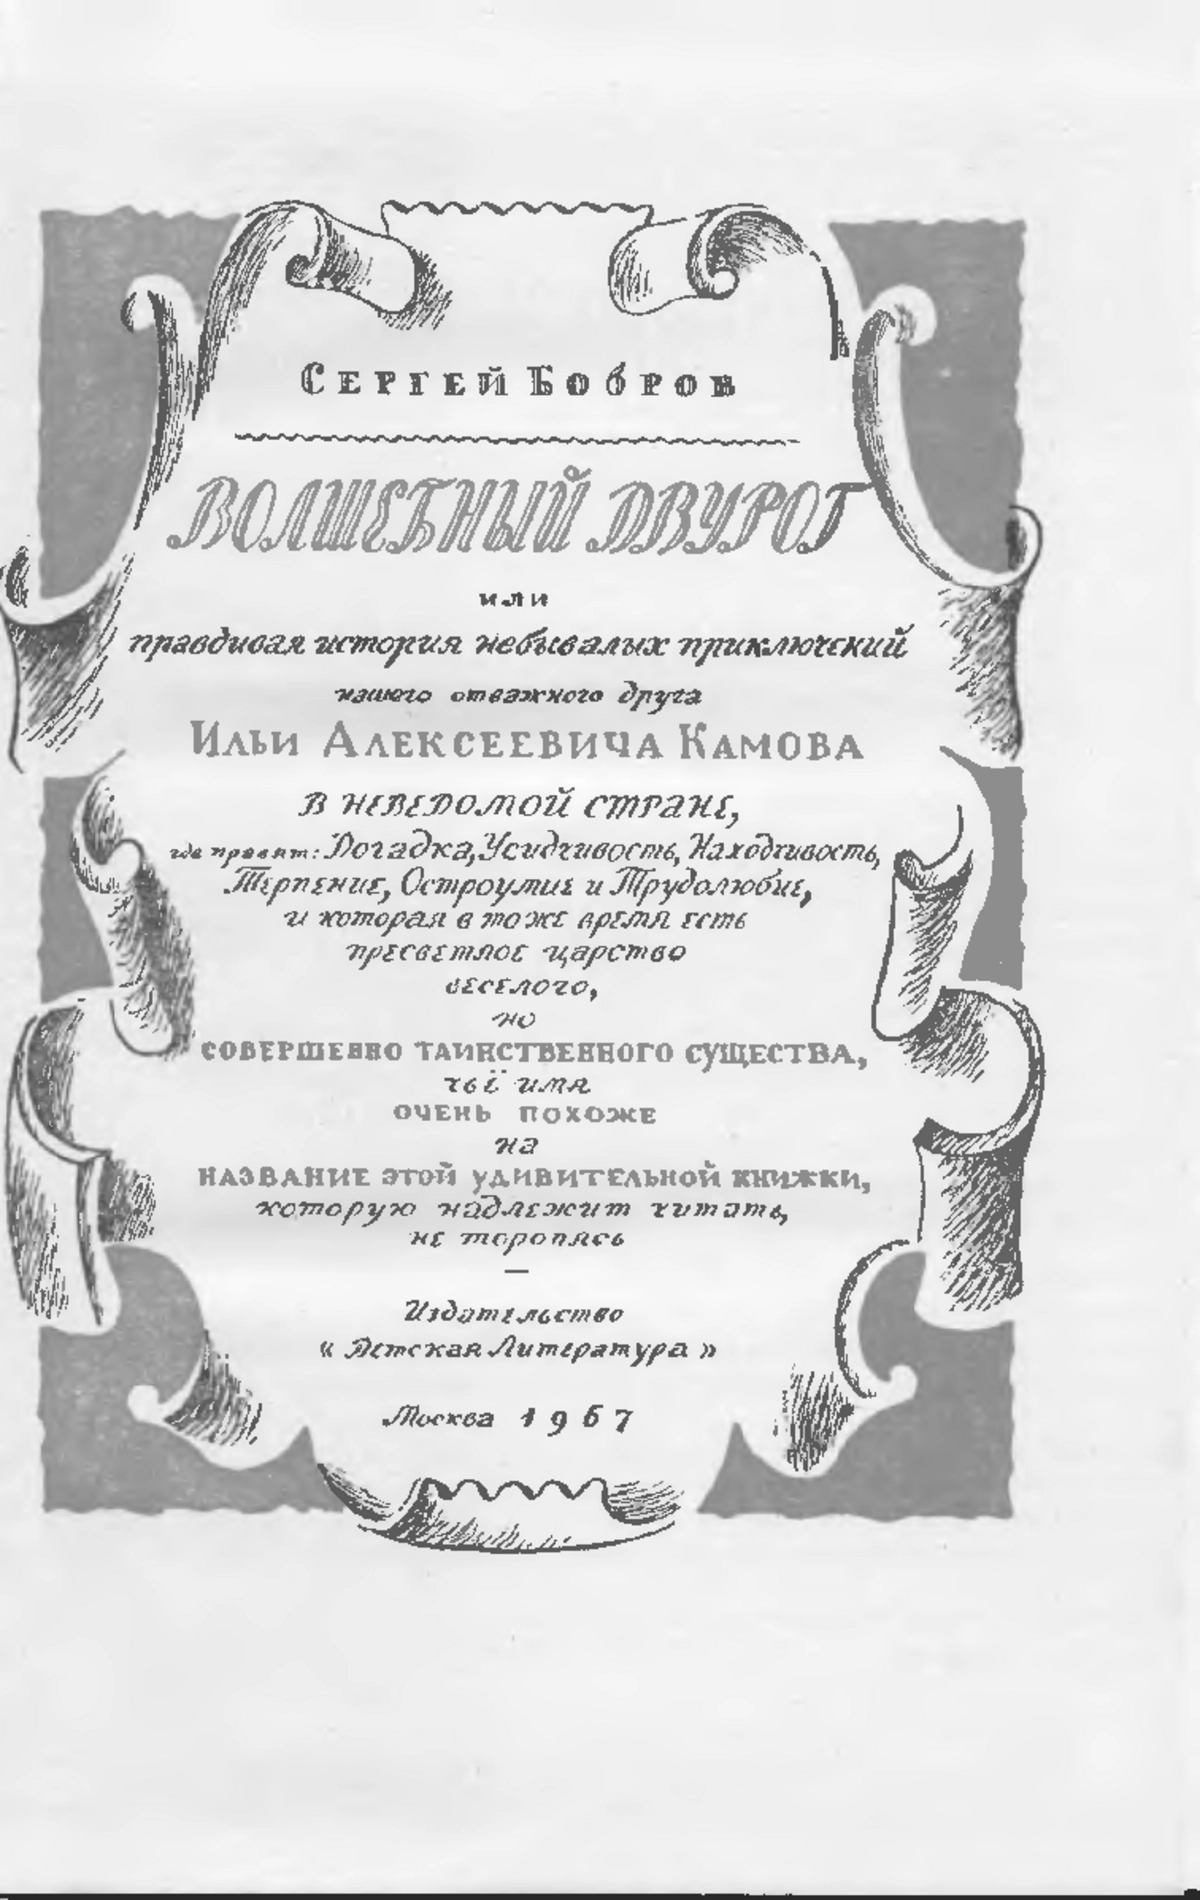 Сергей Бобров
ВОЛШЕБНЫЙ ДВУРОГ
или
правдивая история небывалых приключений
нашего отважного друга
Ильи Алексеевича Камова
в неведомой стране,
где правят: Догадка, Усидчивость, Находчивость,
Терпение, Остроумие и Трудолюбие,
и которая в то же время есть
пресветлое царство
веселого,
но
совершенно таинственного существа,
чьё имя
очень похоже
на
название этой удивительной книжки,
которую надлежит читать,
не торопясь
—
Издательство
« Детская Литература »
Москва 1967